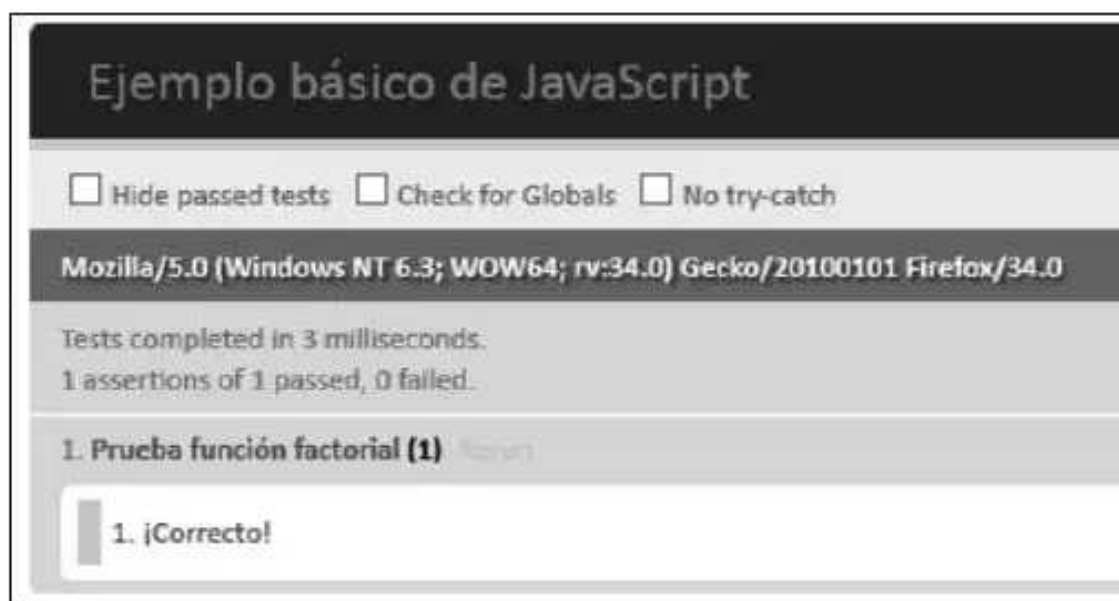 Ejemplo básico de JavaScript
Hide passed tests Check for Globals No try-catch
Mozilla/5.0 (Windows NT 6.3; WOW64; rv:34.0) Gecko/20100101 Firefox/34.0
Tests completed in 3 milliseconds.
1 assertions of 1 passed, 0 failed.
1. Prueba función factorial (1) Rerun
1. ¡Correcto!